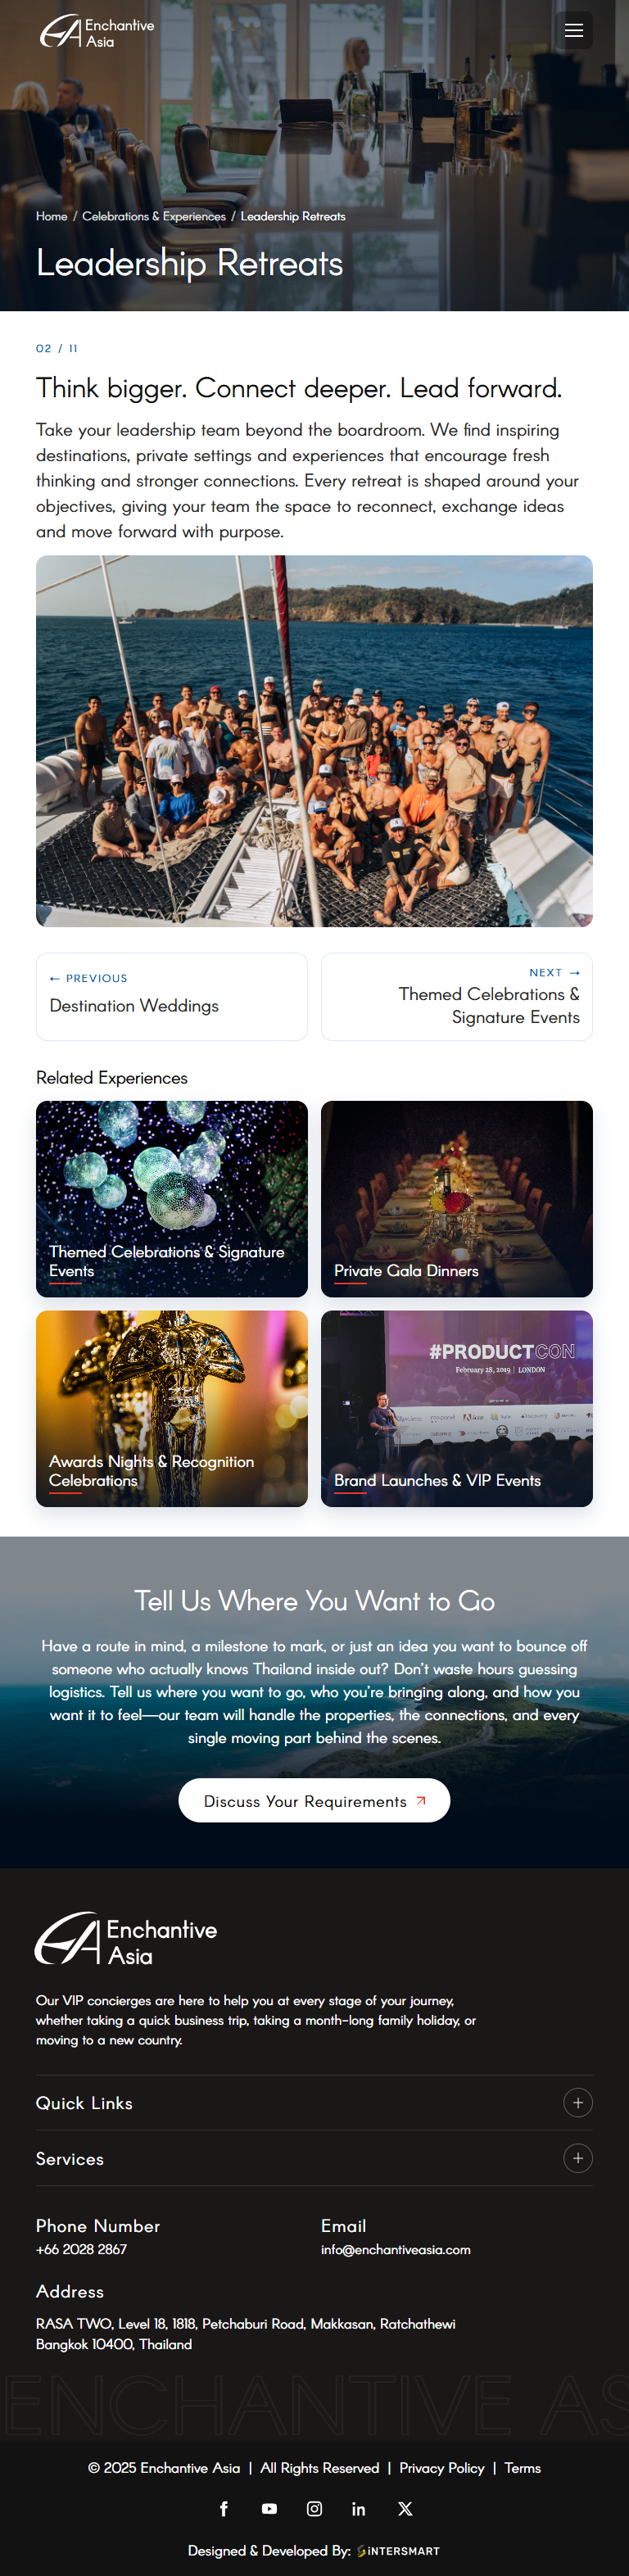 Enchantive
Asia
Home / Celebrations & Experiences / Leadership Retreats
Leadership Retreats
02 / 11
Think bigger. Connect deeper. Lead forward.
Take your leadership team beyond the boardroom. We find inspiring
destinations, private settings and experiences that encourage fresh
thinking and stronger connections. Every retreat is shaped around your
objectives, giving your team the space to reconnect, exchange ideas
and move forward with purpose.
← PREVIOUS
Destination Weddings
NEXT →
Themed Celebrations &
Signature Events
Related Experiences
Themed Celebrations & Signature
Events
Private Gala Dinners
Awards Nights & Recognition
Celebrations
#PRODUCTCON
February 28, 2019 | LONDON
Brand Launches & VIP Events
Tell Us Where You Want to Go
Have a route in mind, a milestone to mark, or just an idea you want to bounce off
someone who actually knows Thailand inside out? Don’t waste hours guessing
logistics. Tell us where you want to go, who you’re bringing along, and how you
want it to feel—our team will handle the properties, the connections, and every
single moving part behind the scenes.
Discuss Your Requirements
Enchantive
Asia
Our VIP concierges are here to help you at every stage of your journey,
whether taking a quick business trip, taking a month-long family holiday, or
moving to a new country.
Quick Links
Services
Phone Number
+66 2028 2867
Email
info@enchantiveasia.com
Address
RASA TWO, Level 18, 1818, Petchaburi Road, Makkasan, Ratchathewi
Bangkok 10400, Thailand
ENCHANTIVE AS
© 2025 Enchantive Asia | All Rights Reserved | Privacy Policy | Terms
Designed & Developed By: iNTERSMART